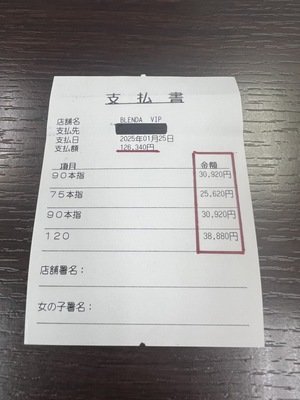 支払書
店舗名 BLENDA VIP
支払先
支払日 2025年01月25日
支払額 126,340円
項目 金額
90本指 30,920円
75本指 25,620円
90本指 30,920円
120 38,880円
店舗署名：
女の子署名：